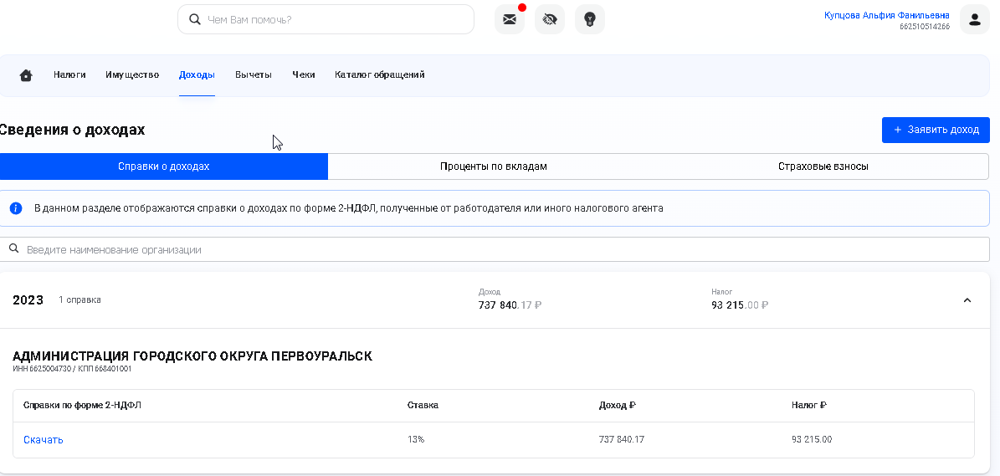 Чем Вам помочь?
Купцова Альфия Фанильевна
662510514266
Налоги Имущество Доходы Вычеты Чеки Каталог обращений
Сведения о доходах
+ Заявить доход
Справки о доходах Проценты по вкладам Страховые взносы
В данном разделе отображаются справки о доходах по форме 2-НДФЛ, полученные от работодателя или иного налогового агента
Введите наименование организации
Доход Налог
2023 1 справка 737 840.17 ₽ 93 215.00 ₽
АДМИНИСТРАЦИЯ ГОРОДСКОГО ОКРУГА ПЕРВОУРАЛЬСК
ИНН 6625004730 / КПП 668401001
Справки по форме 2-НДФЛ Ставка Доход ₽ Налог ₽
Скачать 13% 737 840.17 93 215.00